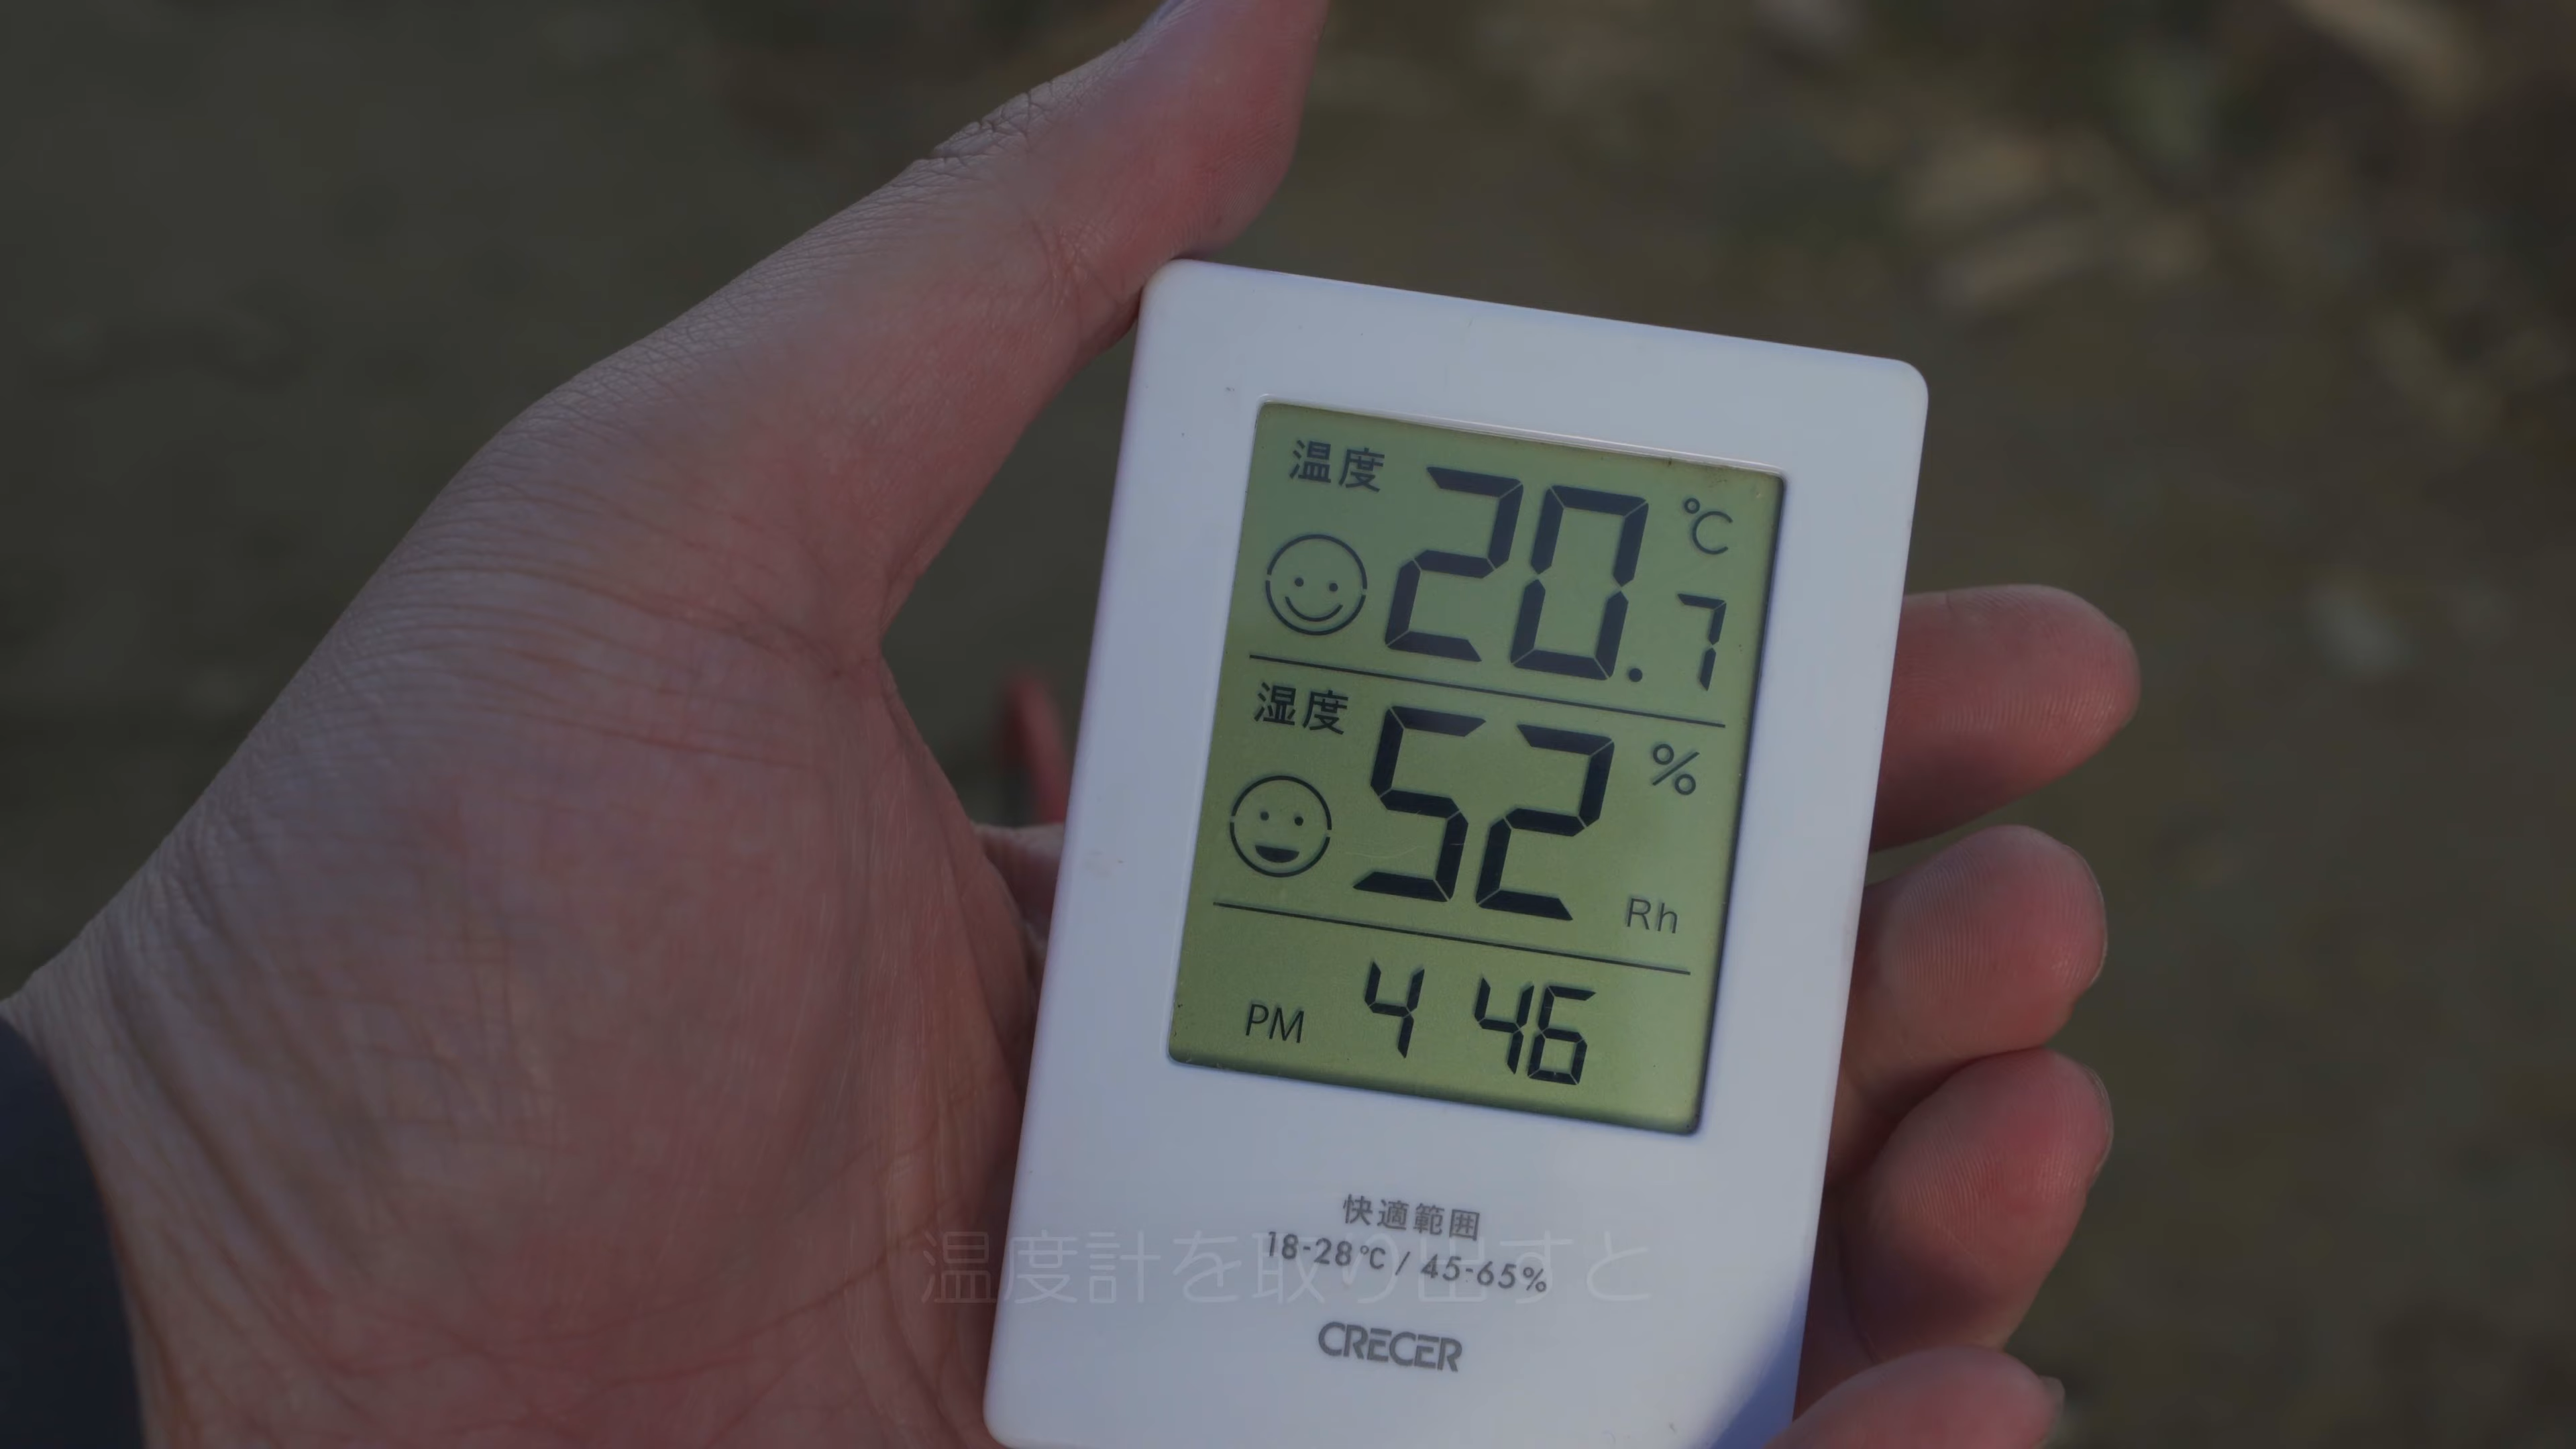 温度 20.7 ℃
湿度 52 %
Rh
PM 4 46
快適範囲
18-28℃ / 45-65%
CRECER
温度計を取り出すと